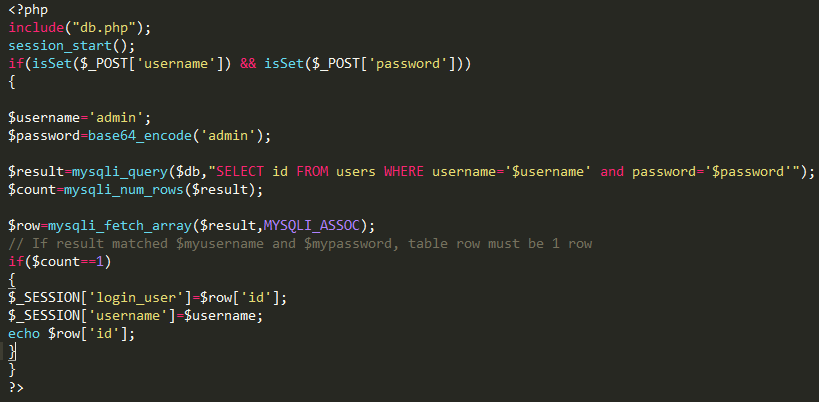 <?php
include("db.php");
session_start();
if(isSet($_POST['username']) && isSet($_POST['password']))
{
$username='admin';
$password=base64_encode('admin');
$result=mysqli_query($db,"SELECT id FROM users WHERE username='$username' and password='$password'");
$count=mysqli_num_rows($result);
$row=mysqli_fetch_array($result,MYSQLI_ASSOC);
// If result matched $myusername and $mypassword, table row must be 1 row
if($count==1)
{
$_SESSION['login_user']=$row['id'];
$_SESSION['username']=$username;
echo $row['id'];
}
}
?>